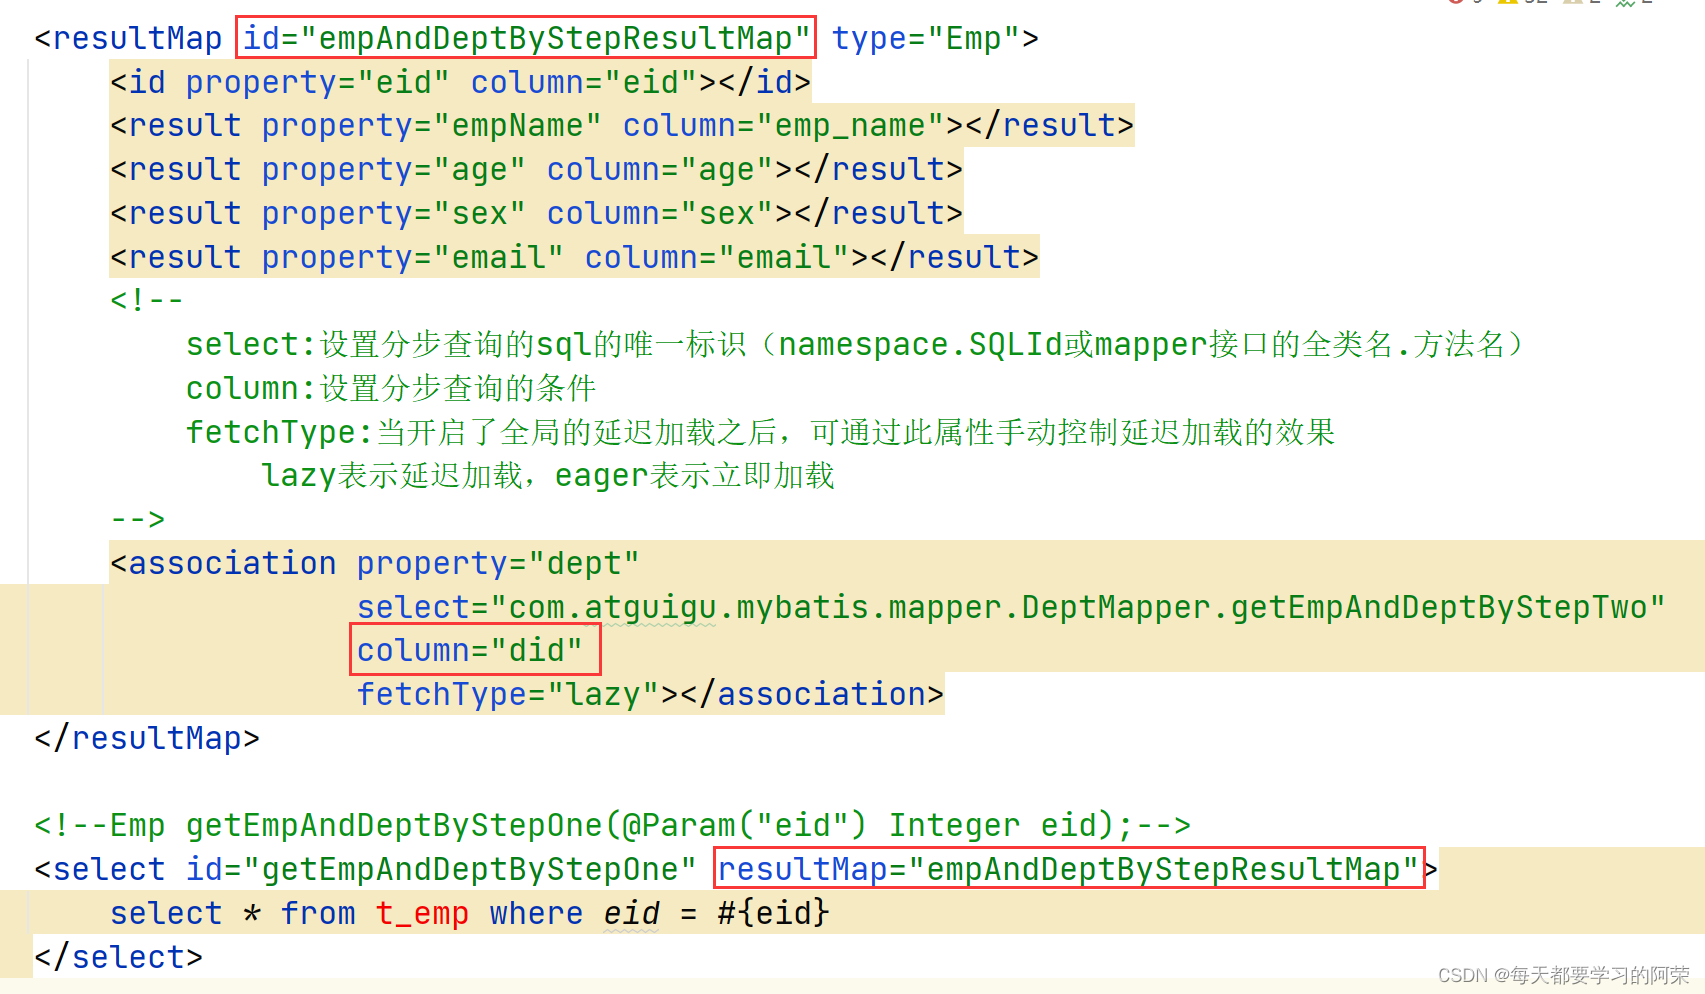 <resultMap id="empAndDeptByStepResultMap" type="Emp">
<id property="eid" column="eid"></id>
<result property="empName" column="emp_name"></result>
<result property="age" column="age"></result>
<result property="sex" column="sex"></result>
<result property="email" column="email"></result>
<!--
select:设置分步查询的sql的唯一标识（namespace.SQLId或mapper接口的全类名.方法名）
column:设置分步查询的条件
fetchType:当开启了全局的延迟加载之后，可通过此属性手动控制延迟加载的效果
lazy表示延迟加载，eager表示立即加载
-->
<association property="dept"
select="com.atguigu.mybatis.mapper.DeptMapper.getEmpAndDeptByStepTwo"
column="did"
fetchType="lazy"></association>
</resultMap>
<!--Emp getEmpAndDeptByStepOne(@Param("eid") Integer eid);-->
<select id="getEmpAndDeptByStepOne" resultMap="empAndDeptByStepResultMap">
select * from t_emp where eid = #{eid}
</select>
CSDN @每天都要学习的阿荣